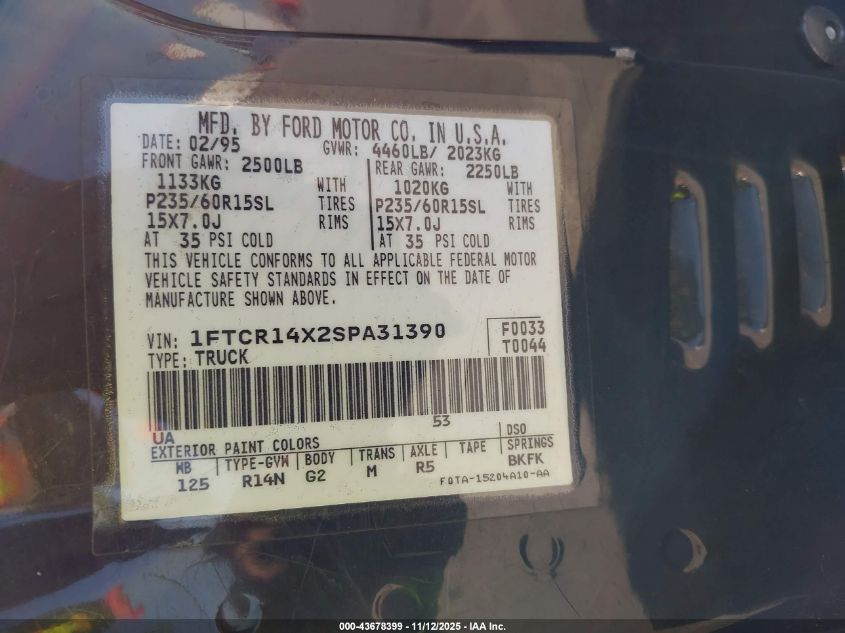 MFD. BY FORD MOTOR CO. IN U.S.A.
DATE: 02/95 GVWR: 4460LB/ 2023KG
FRONT GAWR: 2500LB REAR GAWR: 2250LB
1133KG WITH 1020KG WITH
P235/60R15SL TIRES P235/60R15SL TIRES
15X7.0J RIMS 15X7.0J RIMS
AT 35 PSI COLD AT 35 PSI COLD
THIS VEHICLE CONFORMS TO ALL APPLICABLE FEDERAL MOTOR
VEHICLE SAFETY STANDARDS IN EFFECT ON THE DATE OF
MANUFACTURE SHOWN ABOVE.
VIN: 1FTCR14X2SPA31390 F0033
TYPE: TRUCK T0044
53
UA DSO
EXTERIOR PAINT COLORS
WB TYPE-GVW BODY TRANS AXLE TAPE SPRINGS
125 R14N G2 M R5 BKFK
F0TA-15204A10-AA
000-43678399 - 11/12/2025 - IAA Inc.